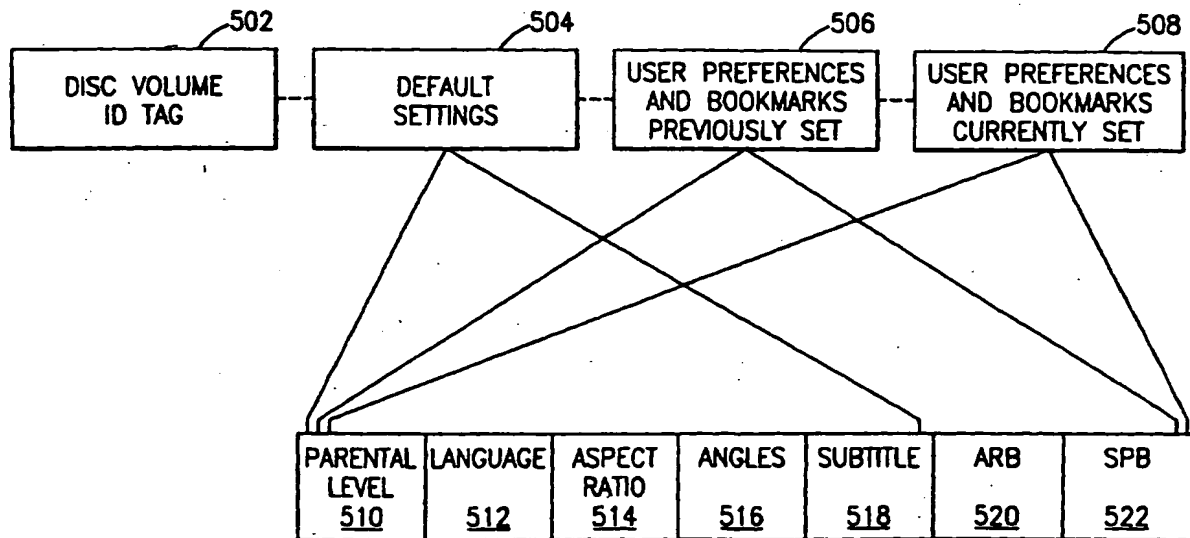 502
504
506
508
DISC VOLUME
ID TAG
DEFAULT
SETTINGS
USER PREFERENCES
AND BOOKMARKS
PREVIOUSLY SET
USER PREFERENCES
AND BOOKMARKS
CURRENTLY SET
PARENTAL
LEVEL
510
LANGUAGE
512
ASPECT
RATIO
514
ANGLES
516
SUBTITLE
518
ARB
520
SPB
522